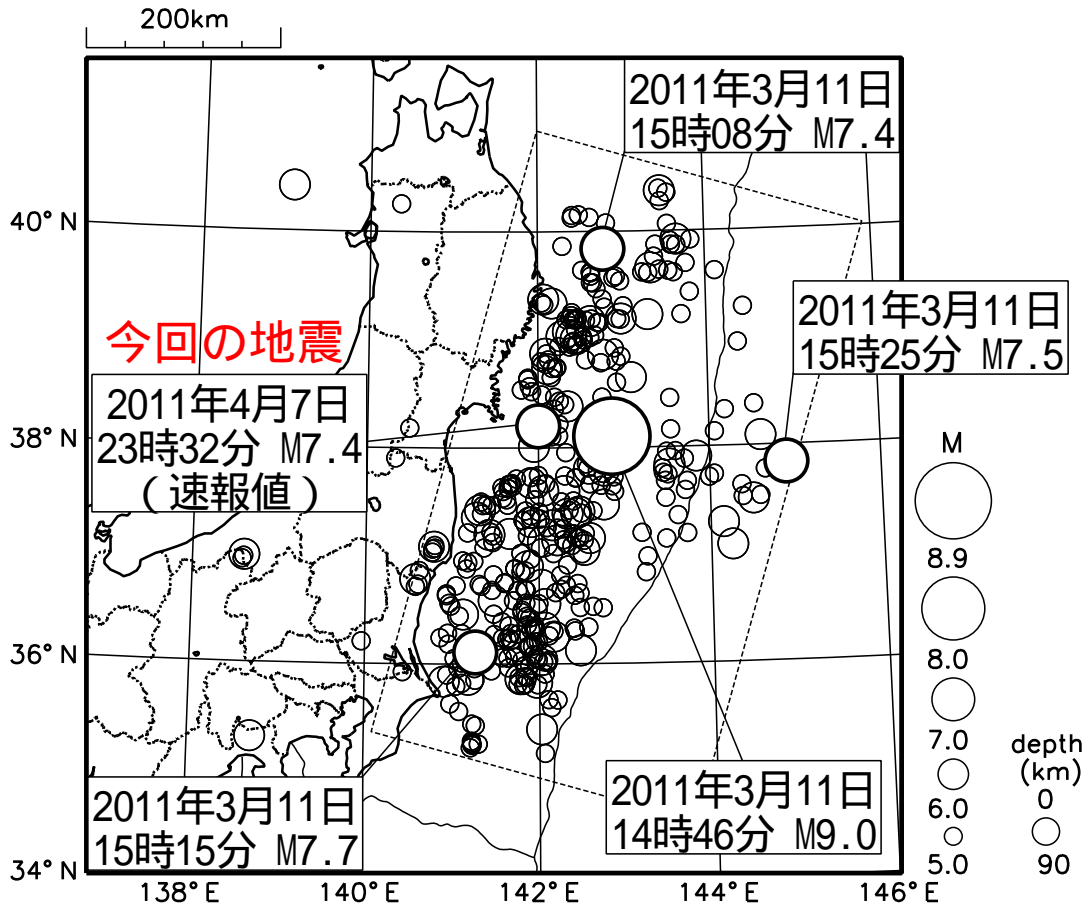 200km
2011年3月11日
15時08分 M7.4
40°N
2011年3月11日
15時25分 M7.5
今回の地震
2011年4月7日
23時32分 M7.4
(速報値)
38°N
36°N
34°N
2011年3月11日
15時15分 M7.7
2011年3月11日
14時46分 M9.0
138°E
140°E
142°E
144°E
146°E
M
8.9
8.0
7.0
6.0
5.0
depth
(km)
0
90